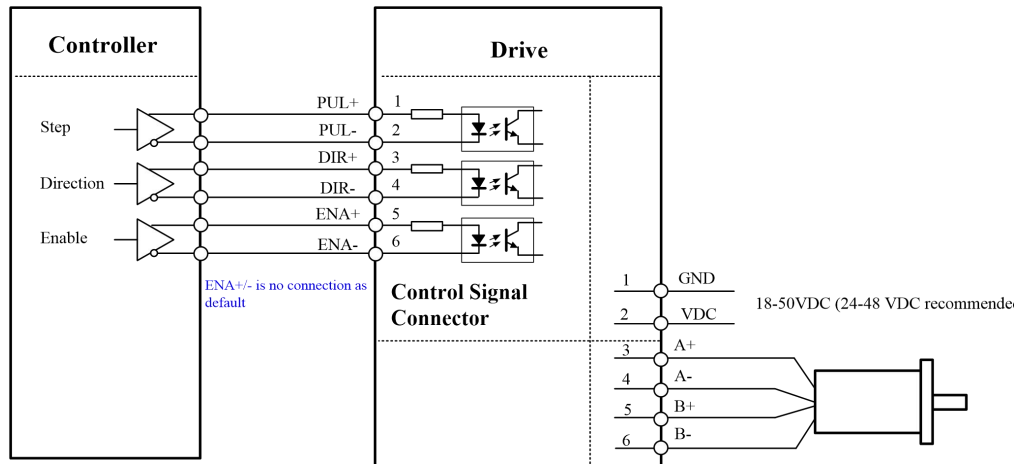 Controller
Drive
PUL+ 1
Step
PUL- 2
DIR+ 3
Direction
DIR- 4
ENA+ 5
Enable
ENA- 6
ENA+/- is no connection as
default
Control Signal
Connector
1 GND
18-50VDC (24-48 VDC
2 VDC
3 A+
4 A-
5 B+
6 B-